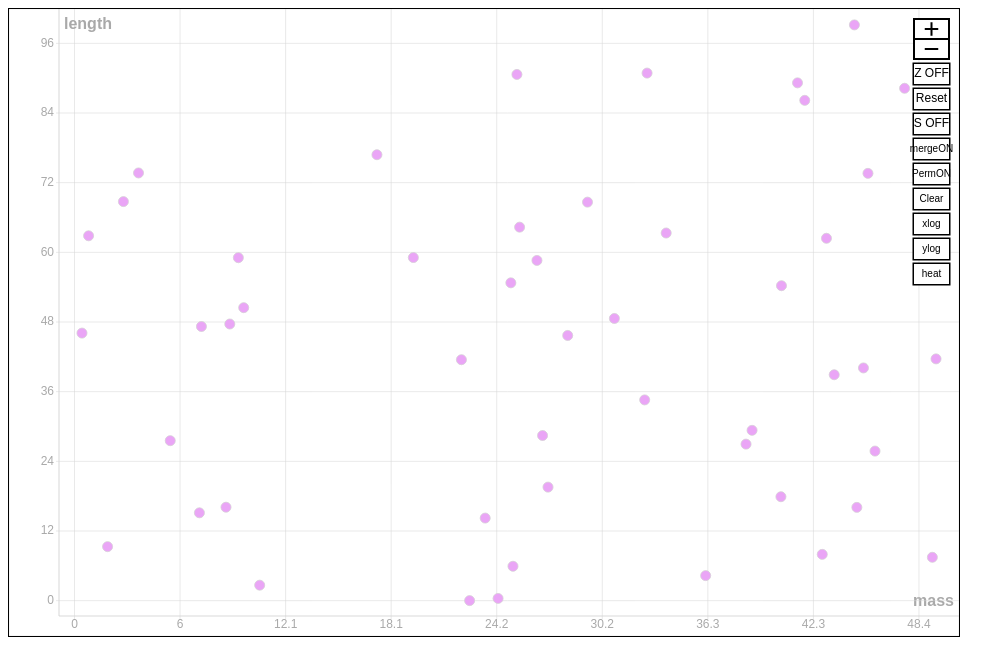 length
96
84
72
60
48
36
24
12
0
0 6 12.1 18.1 24.2 30.2 36.3 42.3 48.4
mass
+
−
Z OFF
Reset
S OFF
mergeON
PermON
Clear
xlog
ylog
heat